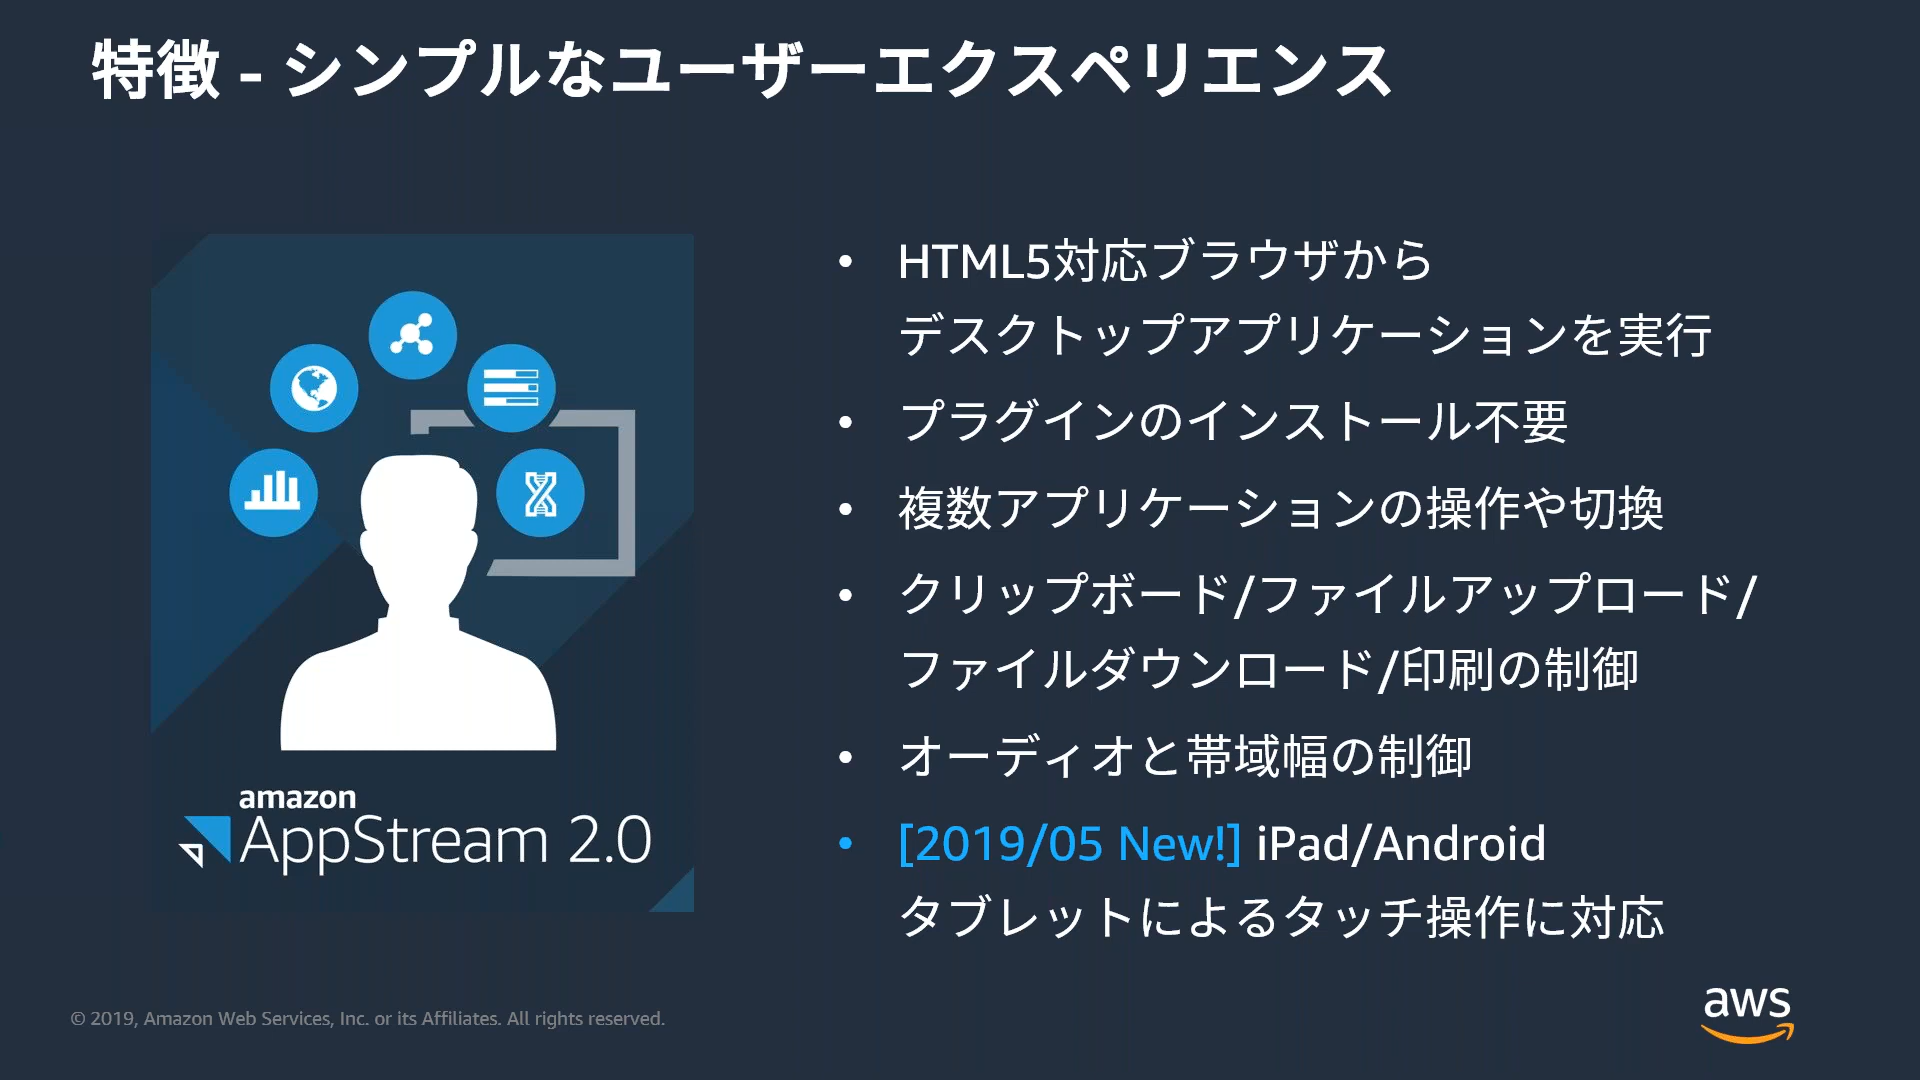 特徴 - シンプルなユーザーエクスペリエンス
amazon
AppStream 2.0
• HTML5対応ブラウザから
デスクトップアプリケーションを実行
• プラグインのインストール不要
• 複数アプリケーションの操作や切換
• クリップボード/ファイルアップロード/
ファイルダウンロード/印刷の制御
• オーディオと帯域幅の制御
• [2019/05 New!] iPad/Android
タブレットによるタッチ操作に対応
© 2019, Amazon Web Services, Inc. or its Affiliates. All rights reserved.
aws